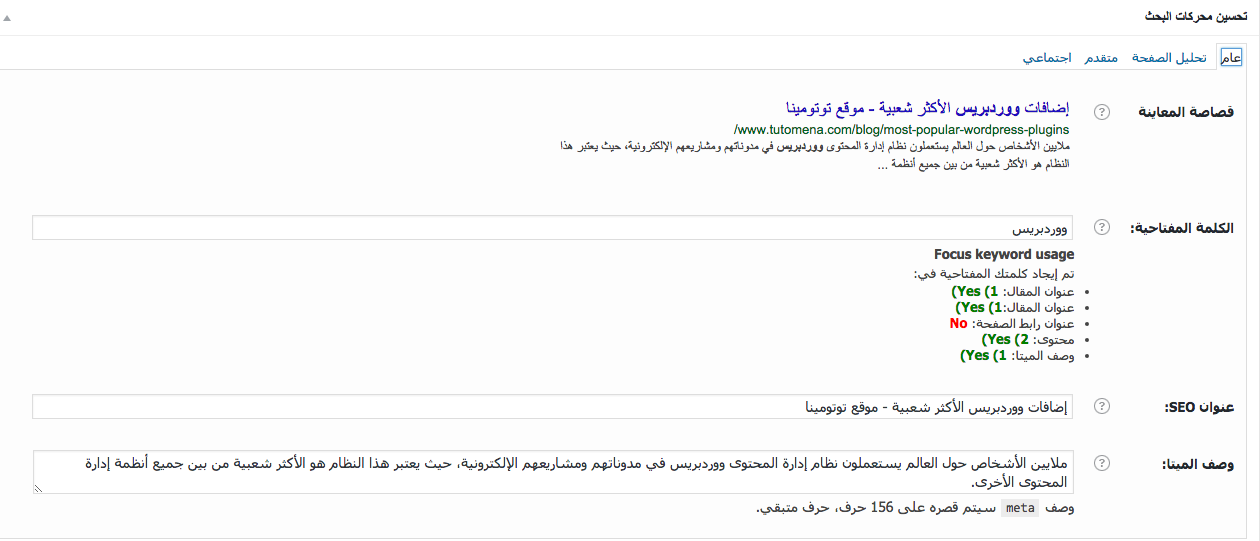 تحسين محركات البحث
عام
تحليل الصفحة
متقدم
اجتماعي
قصاصة المعاينة
إضافات ووردبريس الأكثر شعبية - موقع توتومينا
www.tutomena.com/blog/most-popular-wordpress-plugins/
ملايين الأشخاص حول العالم يستعملون نظام إدارة المحتوى ووردبريس في مدوناتهم ومشاريعهم الإلكترونية، حيث يعتبر هذا
النظام هو الأكثر شعبية من بين جميع أنظمة ...
الكلمة المفتاحية:
ووردبريس
Focus keyword usage
تم إيجاد كلمتك المفتاحية في:
عنوان المقال: Yes (1)
عنوان المقال: Yes (1)
عنوان رابط الصفحة: No
محتوى: Yes (2)
وصف الميتا: Yes (1)
عنوان SEO:
إضافات ووردبريس الأكثر شعبية - موقع توتومينا
وصف الميتا:
ملايين الأشخاص حول العالم يستعملون نظام إدارة المحتوى ووردبريس في مدوناتهم ومشاريعهم الإلكترونية، حيث يعتبر هذا النظام هو الأكثر شعبية من بين جميع أنظمة إدارة
المحتوى الأخرى.
وصف meta سيتم قصره على 156 حرف، حرف متبقي.